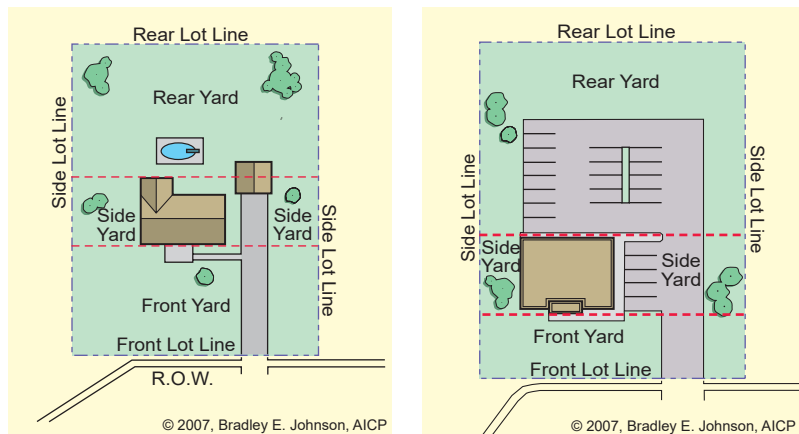 Rear Lot Line
Rear Yard
Side Lot Line
Side
Yard
Side
Yard
Side Lot Line
Front Yard
Front Lot Line
R.O.W.
© 2007, Bradley E. Johnson, AICP
Rear Lot Line
Rear Yard
Side Lot Line
Side Lot Line
Side
Yard
Side
Yard
Front Yard
Front Lot Line
© 2007, Bradley E. Johnson, AICP